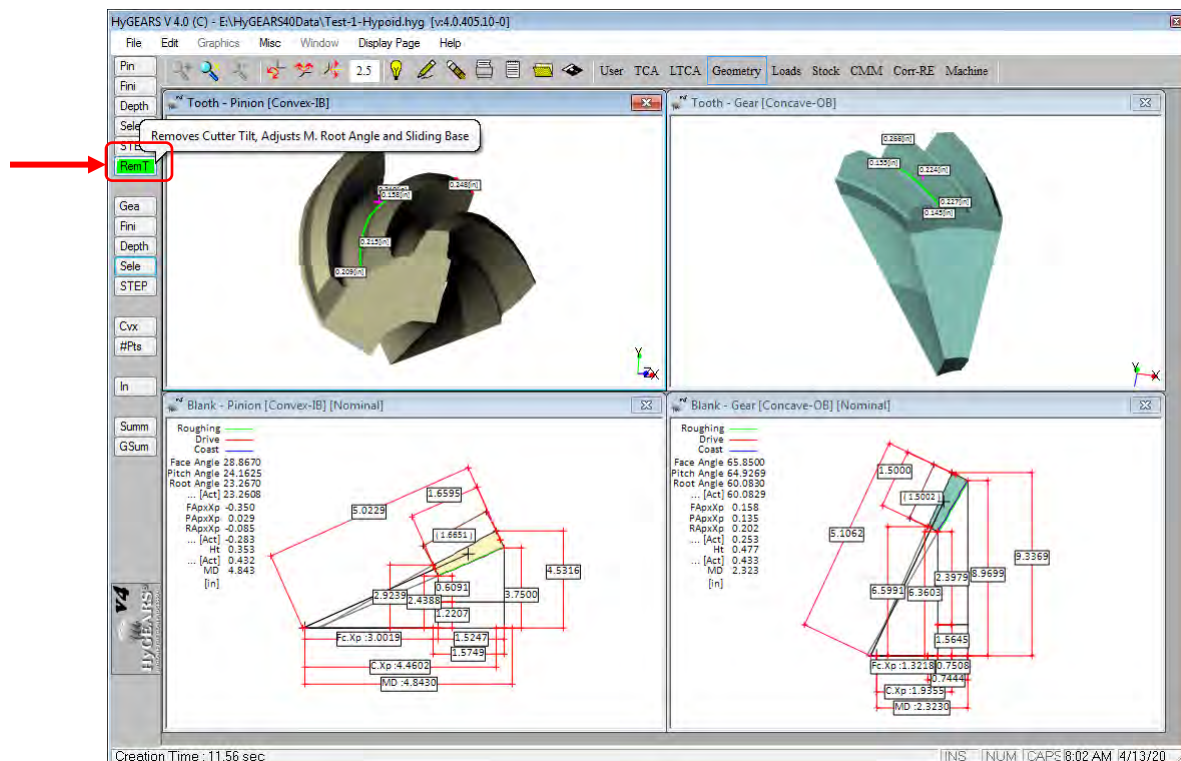 HyGEARS V 4.0 (C) - E:\HyGEARS40Data\Test-1-Hypoid.hyg [v:4.0.405.10-0]
File Edit Graphics Misc Window Display Page Help
2.5 User TCA LTCA Geometry Loads Stock CMM Corr-RE Machine
Pin
Fini
Depth
Sele
STE
RemT
Gea
Fini
Depth
Sele
STEP
Cvx
#Pts
In
Summ
GSum
V4
HyGEARS
Removes Cutter Tilt, Adjusts M. Root Angle and Sliding Base
Tooth - Pinion [Convex-IB]
0.158[in]
0.248[in]
0.215[in]
0.209[in]
Y
Z X
Tooth - Gear [Concave-OB]
0.266[in]
0.155[in]
0.224[in]
0.227[in]
0.145[in]
Y
X
Blank - Pinion [Convex-IB] [Nominal]
Roughing
Drive
Coast
Face Angle 28.8670
Pitch Angle 24.1625
Root Angle 23.2670
... [Act] 23.2608
FApxXp -0.350
PApxXp 0.029
RApxXp -0.085
... [Act] -0.283
Ht 0.353
... [Act] 0.432
MD 4.843
[in]
1.6595
5.0229
( 1.6651 )
4.5316
0.6091
2.9239
2.4388
3.7500
1.2207
Fc.Xp :3.0019
1.5247
1.5749
C.Xp :4.4602
MD :4.8430
Blank - Gear [Concave-OB] [Nominal]
Roughing
Drive
Coast
Face Angle 65.8500
Pitch Angle 64.9269
Root Angle 60.0830
... [Act] 60.0829
FApxXp 0.158
PApxXp 0.135
RApxXp 0.202
... [Act] 0.253
Ht 0.477
... [Act] 0.433
MD 2.323
[in]
1.5000
( 1.5002 )
5.1062
9.3369
2.3979
8.9699
6.5991
6.3603
1.5645
Fc.Xp :1.3218
0.7508
0.7444
C.Xp :1.9355
MD :2.3230
Creation Time : 11.56 sec
INS NUM CAPS 8:02 AM 4/13/20